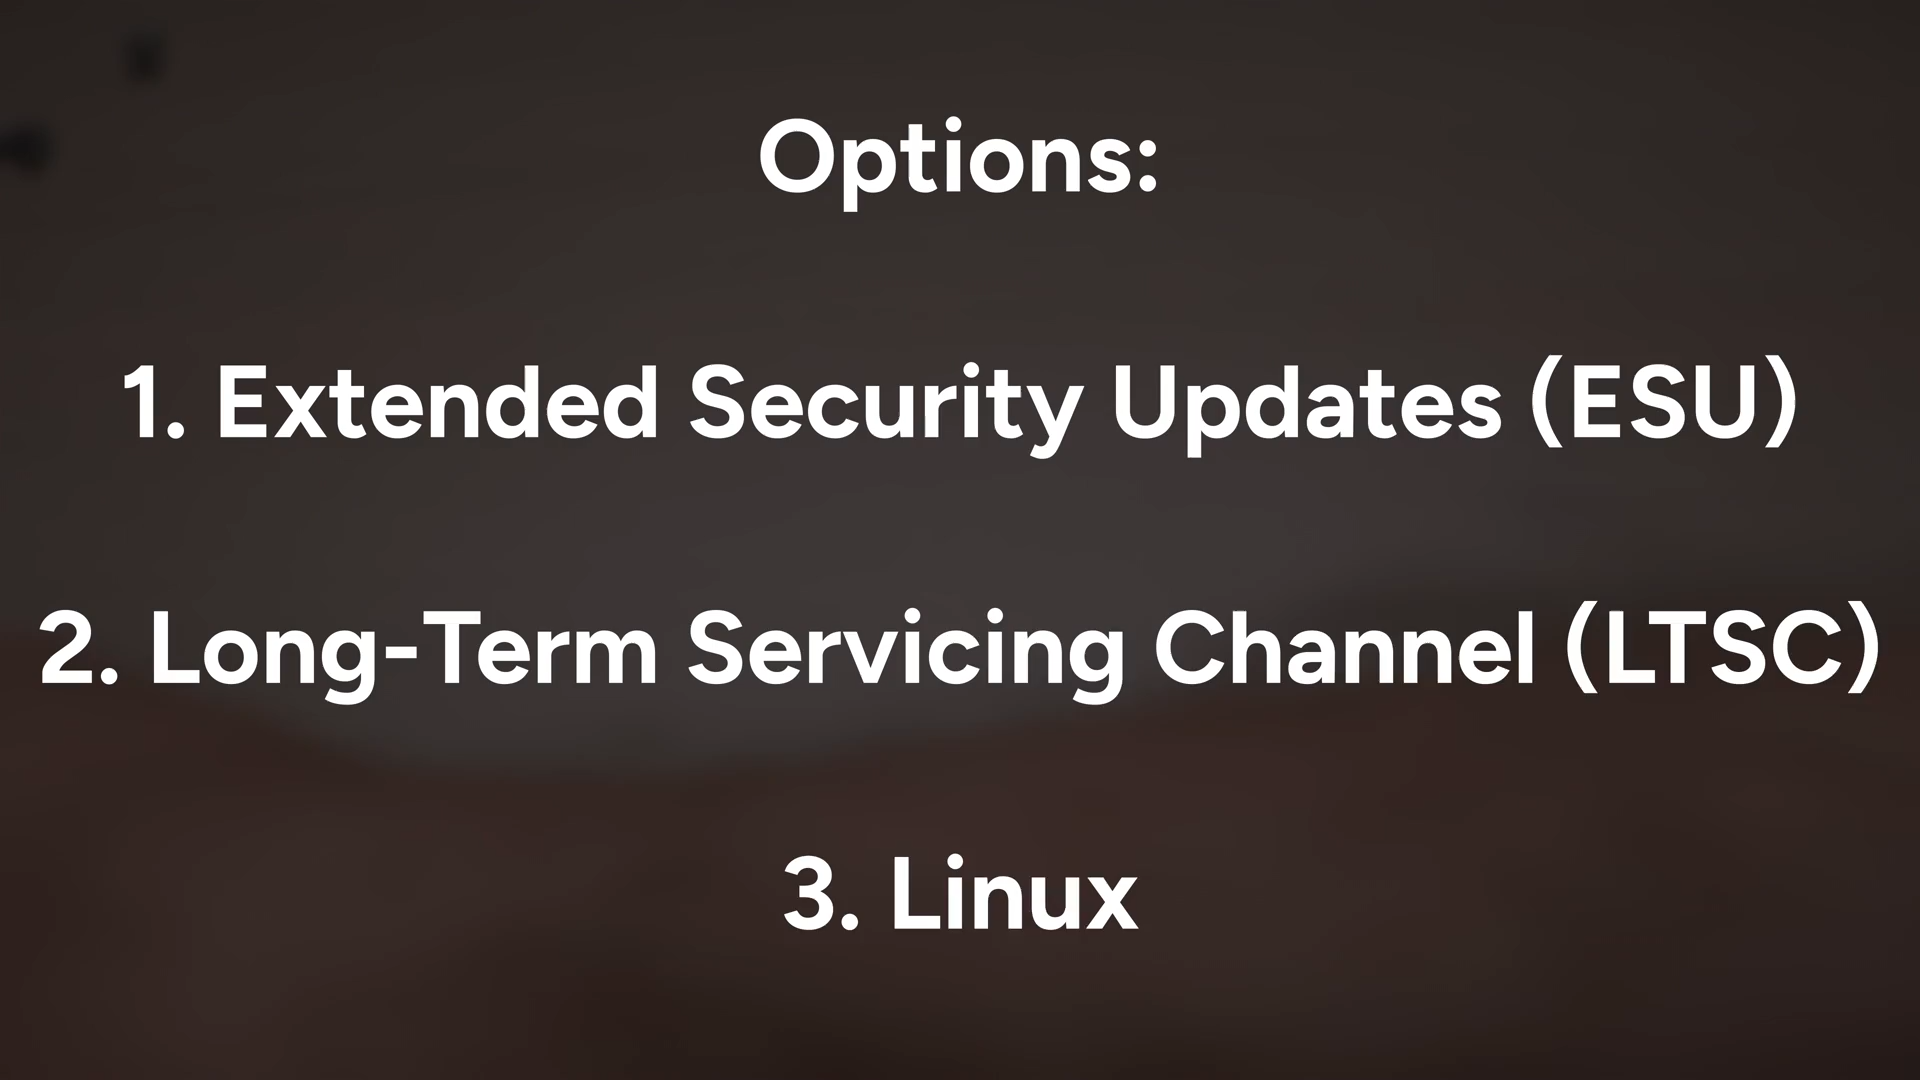 Options:
1. Extended Security Updates (ESU)
2. Long-Term Servicing Channel (LTSC)
3. Linux